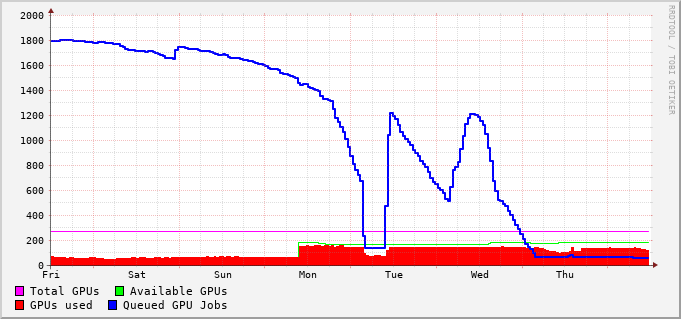 2000
1800
1600
1400
1200
1000
800
600
400
200
0
Fri Sat Sun Mon Tue Wed Thu
Total GPUs Available GPUs
GPUs used Queued GPU Jobs
RRDTOOL / TOBI OETIKER